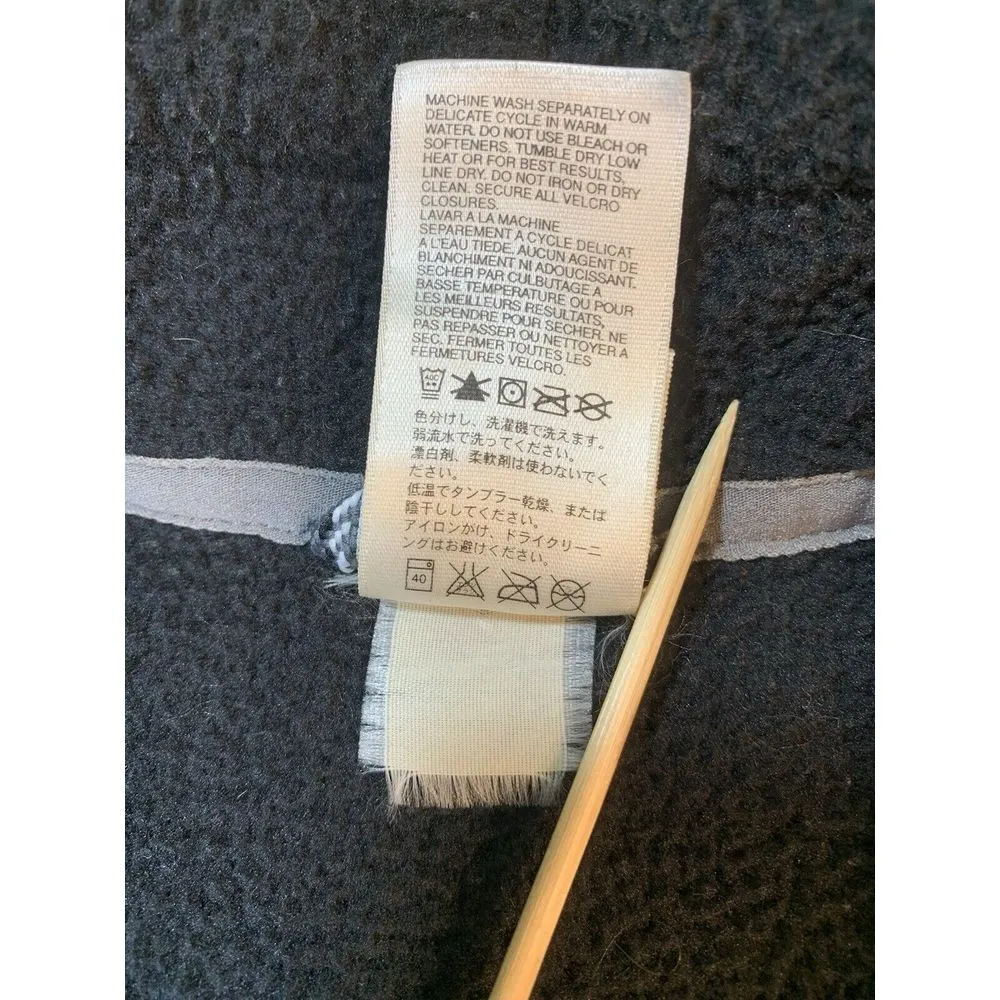 MACHINE WASH SEPARATELY ON
DELICATE CYCLE IN WARM
WATER. DO NOT USE BLEACH OR
SOFTENERS. TUMBLE DRY LOW
HEAT OR FOR BEST RESULTS,
LINE DRY. DO NOT IRON OR DRY
CLEAN. SECURE ALL VELCRO
CLOSURES.
LAVAR A LA MACHINE
SEPAREMENT A CYCLE DELICAT
A L'EAU TIEDE. AUCUN AGENT DE
BLANCHIMENT NI ADOUCISSANT.
SECHER PAR CULBUTAGE A
BASSE TEMPERATURE OU POUR
LES MEILLEURS RESULTATS,
SUSPENDRE POUR SECHER. NE
PAS REPASSER OU NETTOYER A
SEC. FERMER TOUTES LES
FERMETURES VELCRO.
色分けし、洗濯機で洗えます。
弱流水で洗ってください。
漂白剤、柔軟剤は使わないでく
ださい。
低温でタンブラー乾燥、または
陰干ししてください。
アイロンかけ、ドライクリーニ
ングはお避けください。
40